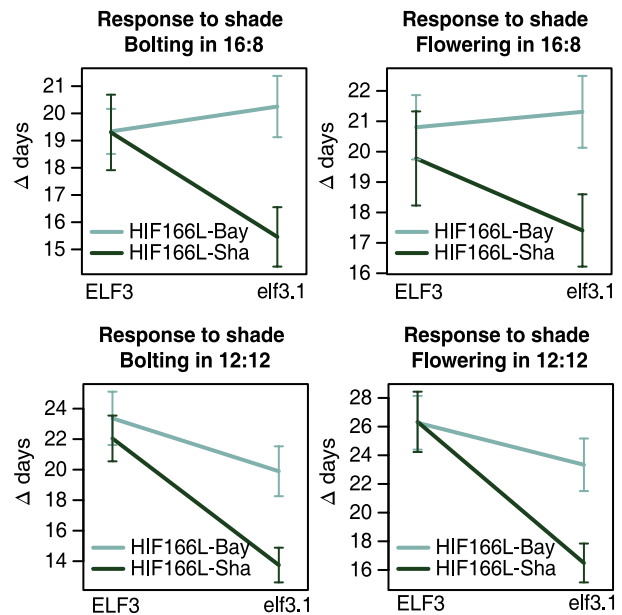 Response to shade
Bolting in 16:8
Δ days
21
20
19
18
17
16
15
HIF166L-Bay
HIF166L-Sha
ELF3
elf3.1
Response to shade
Flowering in 16:8
Δ days
22
21
20
19
18
17
16
HIF166L-Bay
HIF166L-Sha
ELF3
elf3.1
Response to shade
Bolting in 12:12
Δ days
24
22
20
18
16
14
HIF166L-Bay
HIF166L-Sha
ELF3
elf3.1
Response to shade
Flowering in 12:12
Δ days
28
26
24
22
20
18
16
HIF166L-Bay
HIF166L-Sha
ELF3
elf3.1